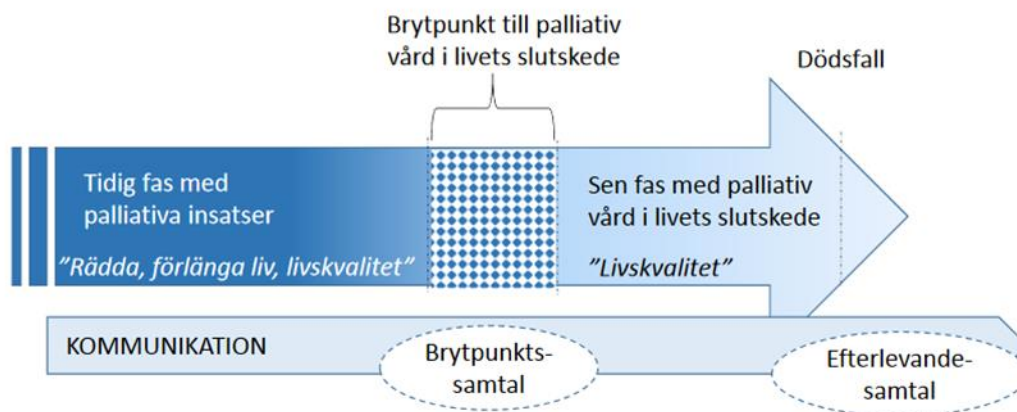 Brytpunkt till palliativ
vård i livets slutskede
Dödsfall
Tidig fas med
palliativa insatser
"Rädda, förlänga liv, livskvalitet"
Sen fas med palliativ
vård i livets slutskede
"Livskvalitet"
KOMMUNIKATION
Brytpunkts-
samtal
Efterlevande-
samtal